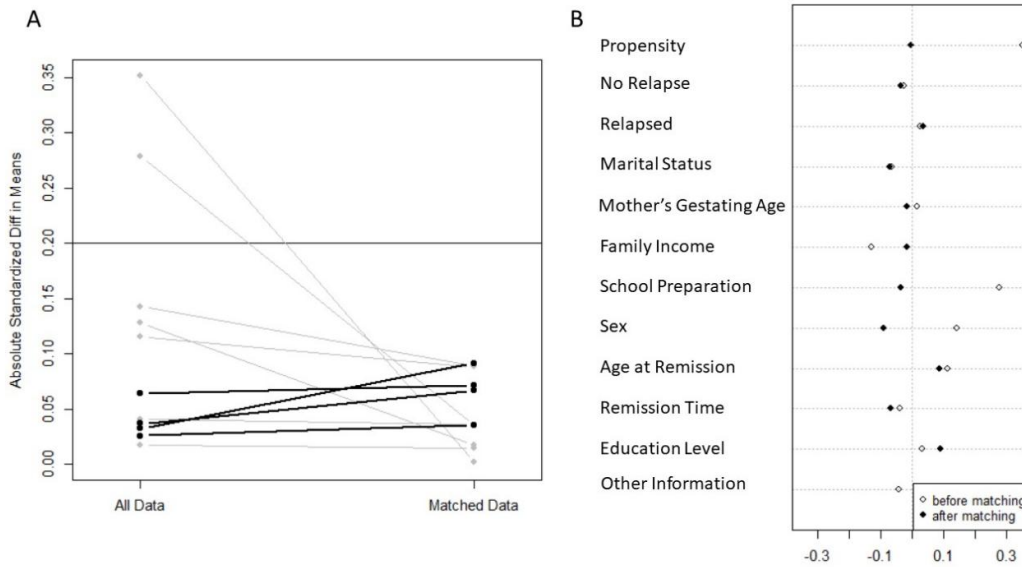 A
Absolute Standardized Diff in Means
0.35
0.30
0.25
0.20
0.15
0.10
0.05
0.00
All Data
Matched Data
B
Propensity
No Relapse
Relapsed
Marital Status
Mother's Gestating Age
Family Income
School Preparation
Sex
Age at Remission
Remission Time
Education Level
Other Information
before matching
after matching
-0.3 -0.1 0.1 0.3